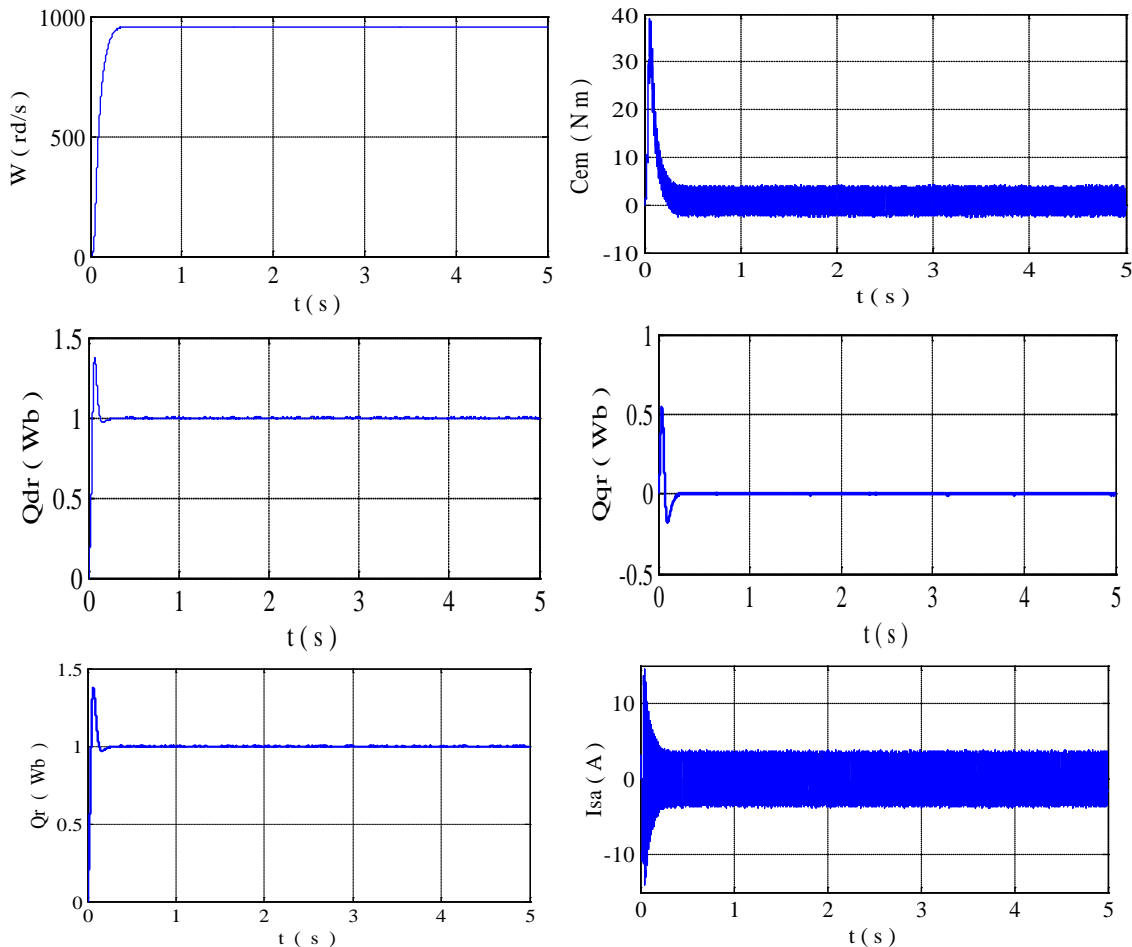 W ( rd/s )
1000
500
0
0 1 2 3 4 5
t ( s )
Cem ( N m )
40
30
20
10
0
-10
0 1 2 3 4 5
t ( s )
Qdr ( Wb )
1.5
1
0.5
0
0 1 2 3 4 5
t ( s )
Qqr ( Wb )
1
0.5
0
-0.5
0 1 2 3 4 5
t ( s )
Qr ( Wb )
1.5
1
0.5
0
0 1 2 3 4 5
t ( s )
Isa ( A )
10
0
-10
0 1 2 3 4 5
t ( s )